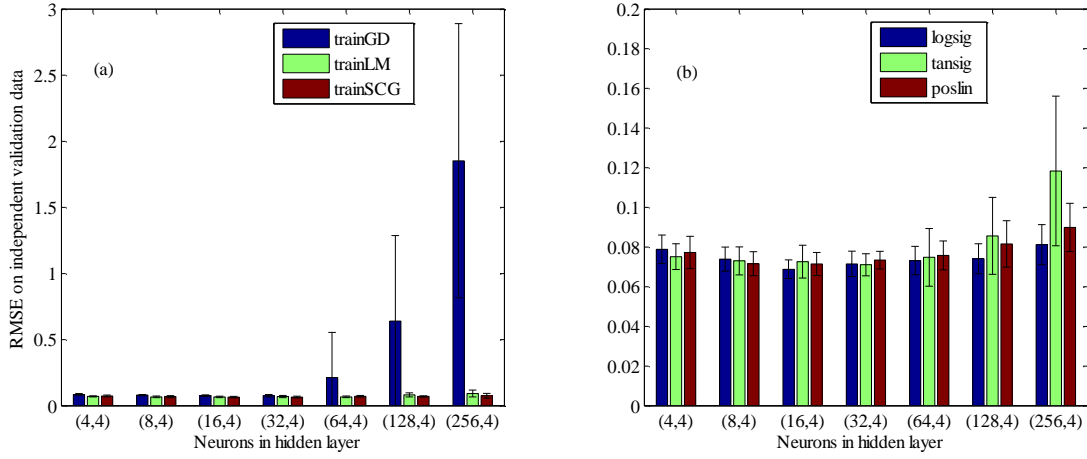 RMSE on independent validation data
3
2.5
2
1.5
1
0.5
0
(a)
trainGD
trainLM
trainSCG
(4,4) (8,4) (16,4) (32,4) (64,4) (128,4) (256,4)
Neurons in hidden layer
0.2
0.18
0.16
0.14
0.12
0.1
0.08
0.06
0.04
0.02
0
(b)
logsig
tansig
poslin
(4,4) (8,4) (16,4) (32,4) (64,4) (128,4) (256,4)
Neurons in hidden layer